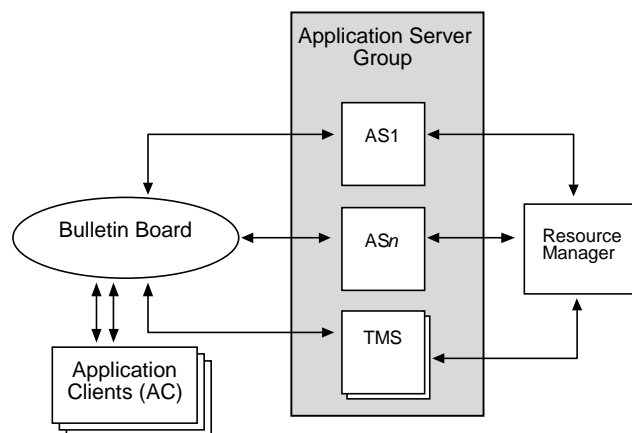 Application Server
Group
AS1
Bulletin Board
ASn
Resource
Manager
TMS
Application
Clients (AC)